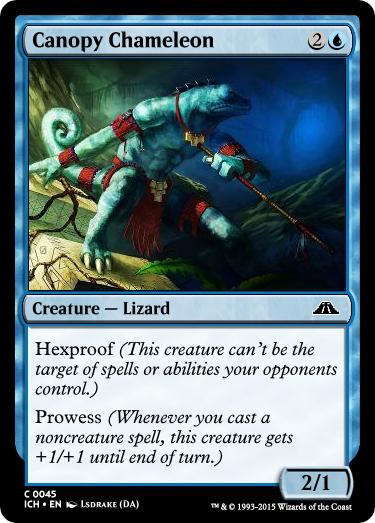 Canopy Chameleon 2
Creature — Lizard
Hexproof (This creature can't be the
target of spells or abilities your opponents
control.)
Prowess (Whenever you cast a
noncreature spell, this creature gets
+1/+1 until end of turn.)
2/1
C 0045
ICH • EN Lsdrake (DA)
™ & © 1993-2015 Wizards of the Coast